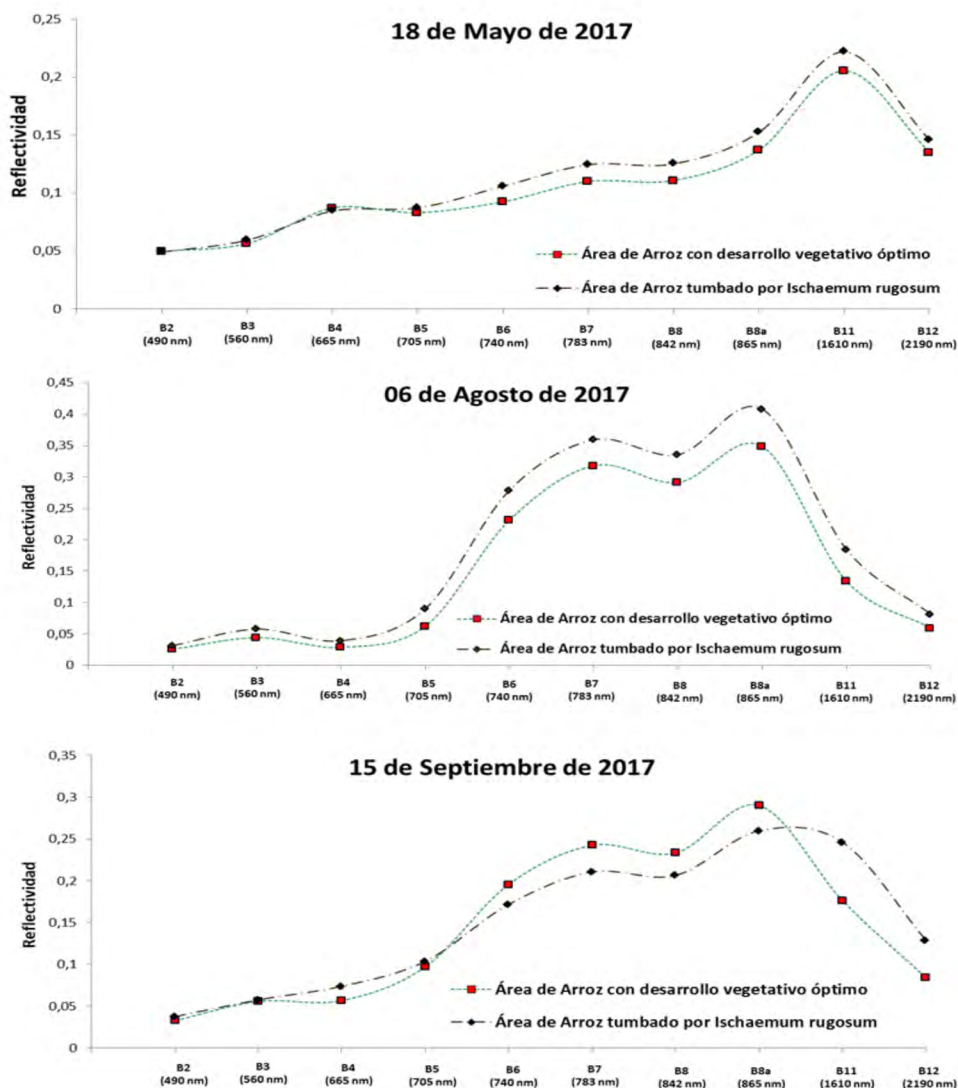 18 de Mayo de 2017
Reflectividad
0,25
0,2
0,15
0,1
0,05
0
Área de Arroz con desarrollo vegetativo óptimo
Área de Arroz tumbado por Ischaemum rugosum
B2 B3 B4 B5 B6 B7 B8 B8a B11 B12
(490 nm) (560 nm) (665 nm) (705 nm) (740 nm) (783 nm) (842 nm) (865 nm) (1610 nm) (2190 nm)
06 de Agosto de 2017
Reflectividad
0,45
0,4
0,35
0,3
0,25
0,2
0,15
0,1
0,05
0
Área de Arroz con desarrollo vegetativo óptimo
Área de Arroz tumbado por Ischaemum rugosum
B2 B3 B4 B5 B6 B7 B8 B8a B11 B12
(490 nm) (560 nm) (665 nm) (705 nm) (740 nm) (783 nm) (842 nm) (865 nm) (1610 nm) (2190 nm)
15 de Septiembre de 2017
Reflectividad
0,35
0,3
0,25
0,2
0,15
0,1
0,05
0
Área de Arroz con desarrollo vegetativo óptimo
Área de Arroz tumbado por Ischaemum rugosum
B2 B3 B4 B5 B6 B7 B8 B8a B11 B12
(490 nm) (560 nm) (665 nm) (705 nm) (740 nm) (783 nm) (842 nm) (865 nm) (1610 nm) (2190 nm)